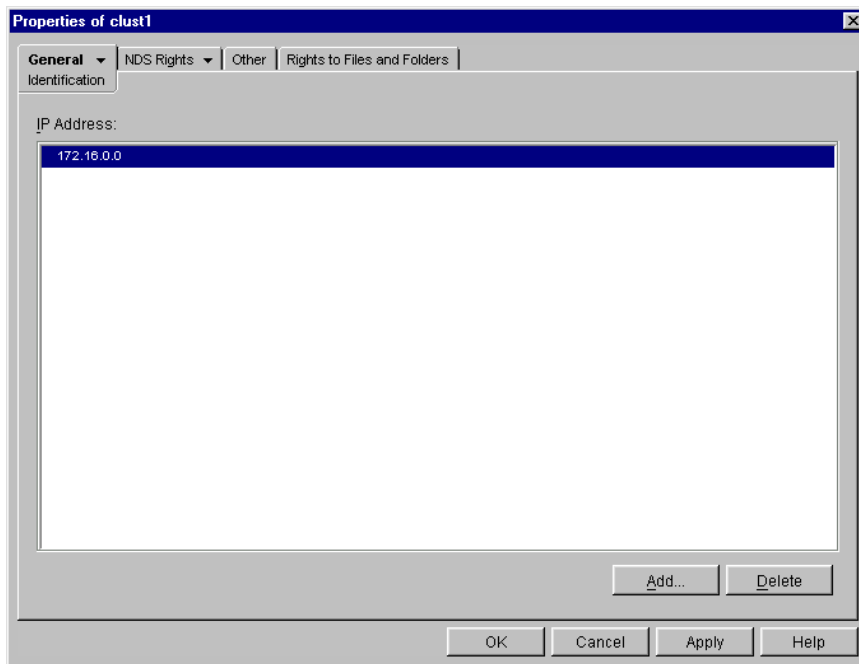 Properties of clust1
General NDS Rights Other Rights to Files and Folders
Identification
IP Address:
172.16.0.0
Add... Delete
OK Cancel Apply Help